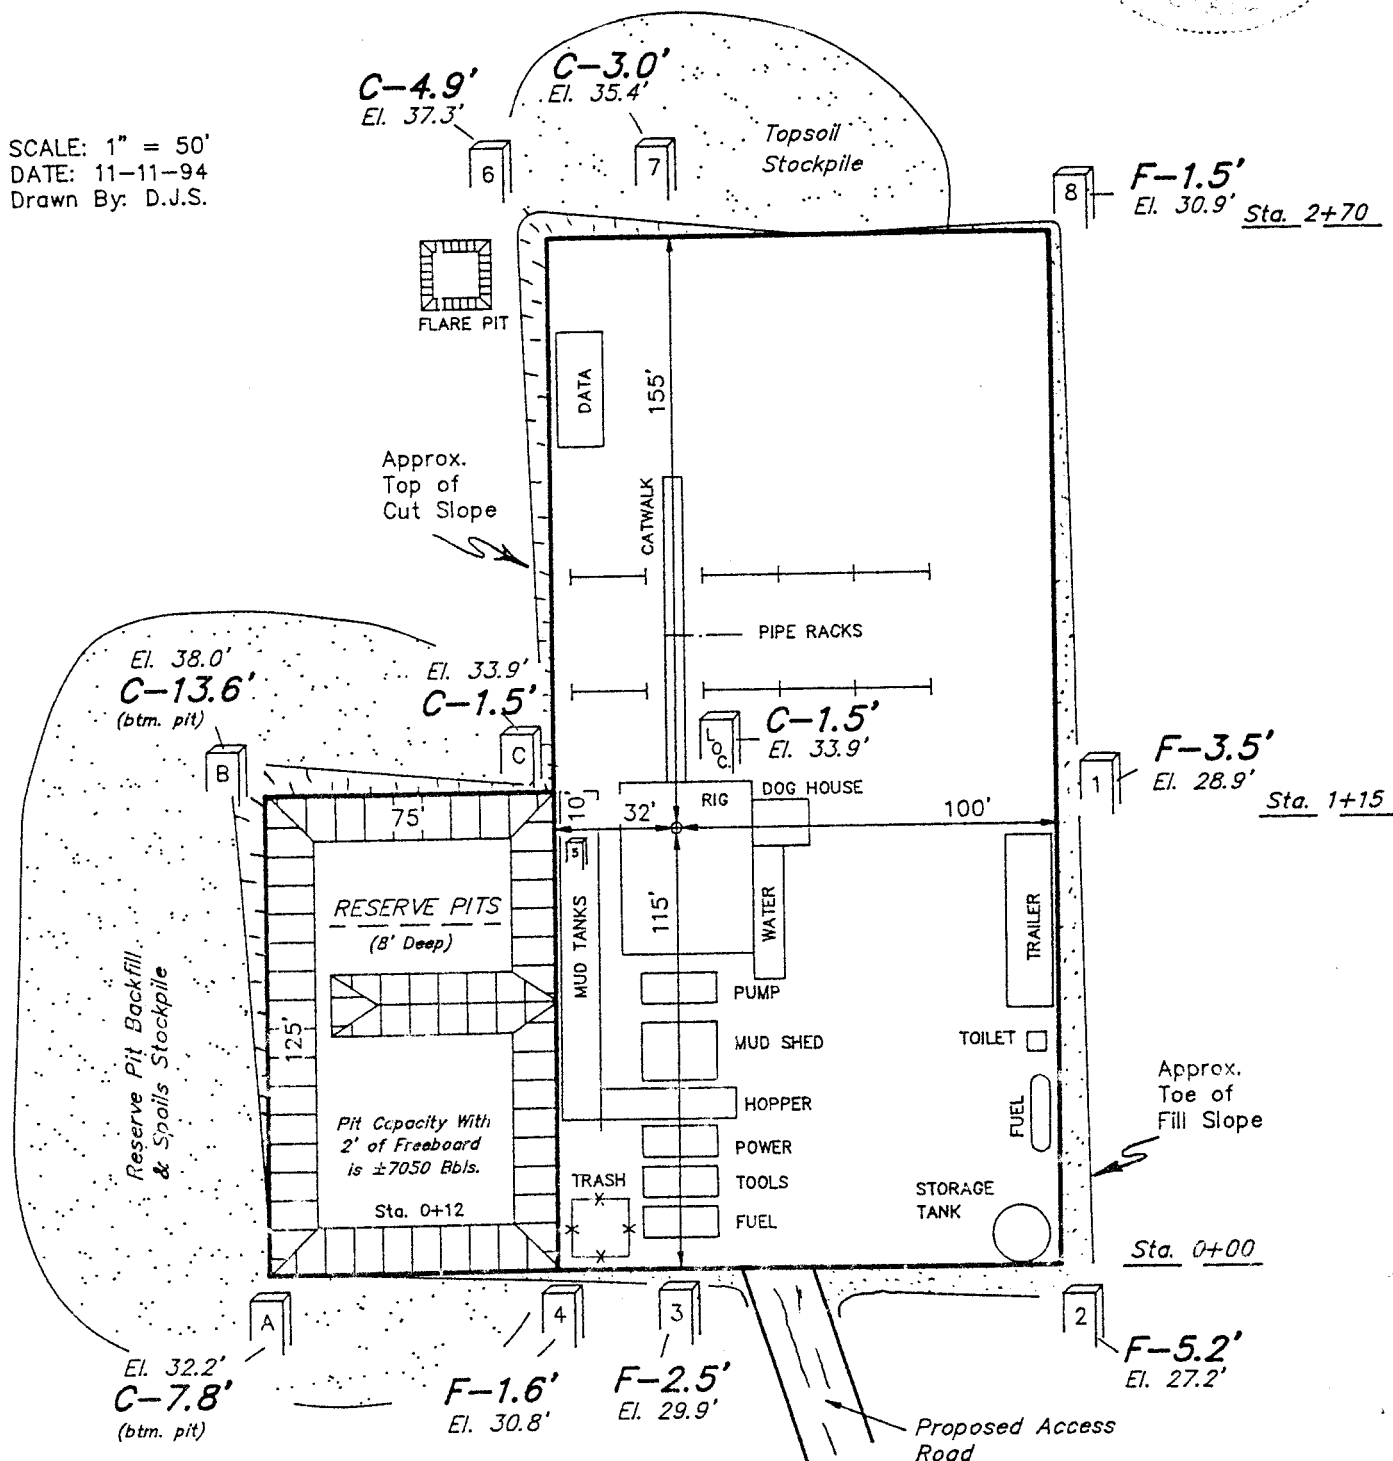 SCALE: 1" = 50'
DATE: 11-11-94
Drawn By: D.J.S.
C-4.9'
El. 37.3'
C-3.0'
El. 35.4'
6
7
Topsoil
Stockpile
8
F-1.5'
El. 30.9'
Sta. 2+70
FLARE PIT
DATA
155'
Approx.
Top of
Cut Slope
CATWALK
PIPE RACKS
El. 38.0'
C-13.6'
(btm. pit)
El. 33.9'
C-1.5'
B
C
LOC.
C-1.5'
El. 33.9'
1
F-3.5'
El. 28.9'
Sta. 1+15
75'
10'
32'
RIG
DOG HOUSE
100'
5
RESERVE PITS
(8' Deep)
MUD TANKS
115'
WATER
TRAILER
PUMP
125'
MUD SHED
TOILET
Reserve Pit Backfill
& Spoils Stockpile
HOPPER
FUEL
Approx.
Toe of
Fill Slope
Pit Capacity With
2' of Freeboard
is ±7050 Bbls.
POWER
TRASH
TOOLS
Sta. 0+12
FUEL
STORAGE
TANK
Sta. 0+00
A
4
3
2
El. 32.2'
C-7.8'
(btm. pit)
F-1.6'
El. 30.8'
F-2.5'
El. 29.9'
F-5.2'
El. 27.2'
Proposed Access
Road